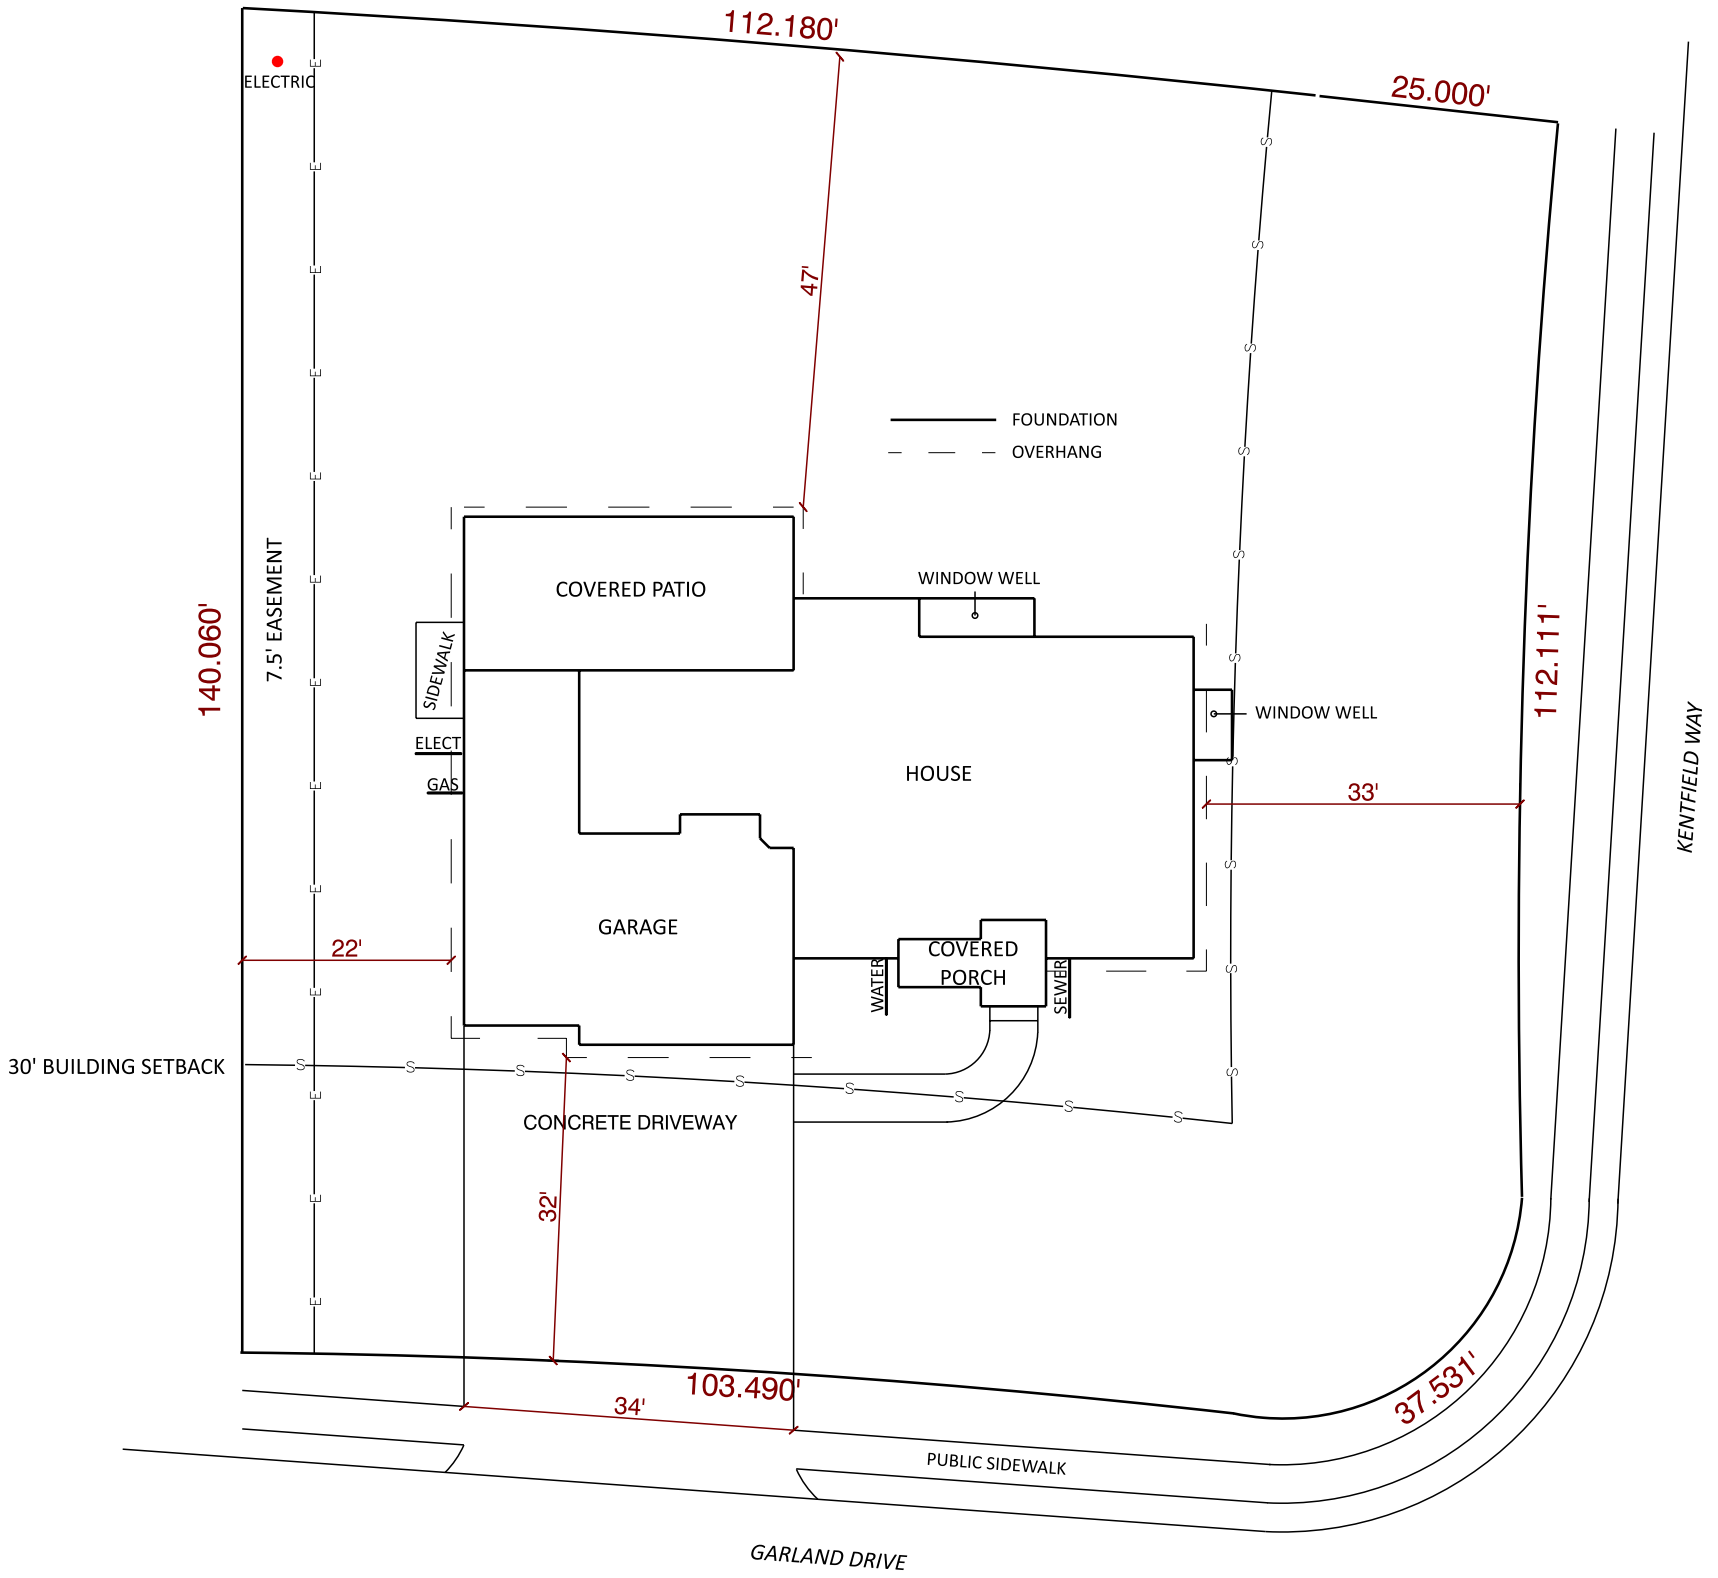 112.180'
25.000'
ELECTRIC
E
E
E
E
E
E
E
E
E
E
E
E
E
S
S
S
S
S
S
S
S
S
S
47'
FOUNDATION
OVERHANG
7.5' EASEMENT
140.060'
COVERED PATIO
WINDOW WELL
SIDEWALK
112.111'
WINDOW WELL
KENTFIELD WAY
ELECT
GAS
HOUSE
33'
GARAGE
22'
COVERED
PORCH
WATER
SEWER
30' BUILDING SETBACK
S
S
S
S
S
S
S
S
S
CONCRETE DRIVEWAY
32'
103.490'
34'
37.531'
PUBLIC SIDEWALK
GARLAND DRIVE